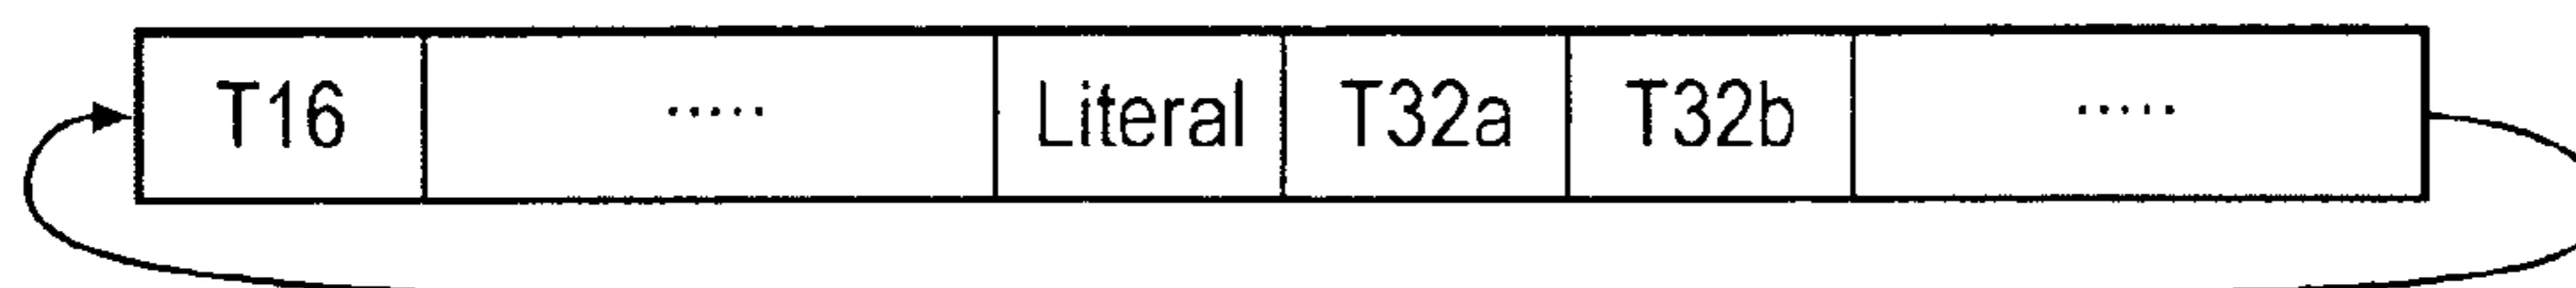 T16 ..... Literal T32a T32b .....